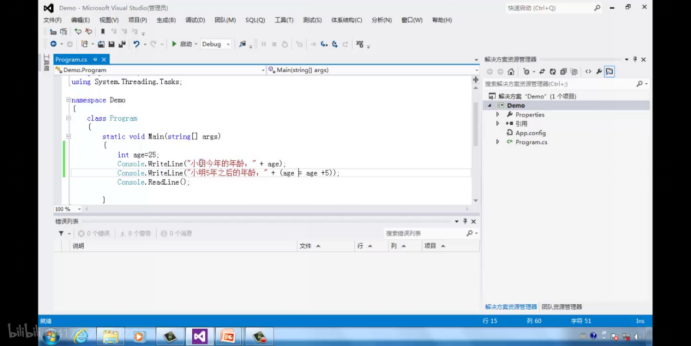 Demo - Microsoft Visual Studio(管理员)
快速启动 (Ctrl+Q)
文件(F) 编辑(E) 视图(V) 项目(P) 生成(B) 调试(D) 团队(M) SQL(Q) 工具(T) 测试(S) 体系结构(C) 分析(N) 窗口(W) 帮助(H)
启动 Debug
Program.cs
Demo.Program
Main(string[] args)
using System.Threading.Tasks;
namespace Demo
{
class Program
{
static void Main(string[] args)
{
int age=25;
Console.WriteLine("小明今年的年龄：" + age);
Console.WriteLine("小明5年之后的年龄：" + (age = age +5));
Console.ReadLine();
}
100 %
错误列表
0 个错误 0 个警告 0 个消息
搜索错误列表
说明 文件 行 列 项目
解决方案资源管理器
搜索解决方案资源管理器(Ctrl+;)
解决方案"Demo"(1 个项目)
Demo
Properties
引用
App.config
Program.cs
解决方案资源管理器 团队资源管理器
就绪
行 15 列 60 字符 51 Ins
bilibili